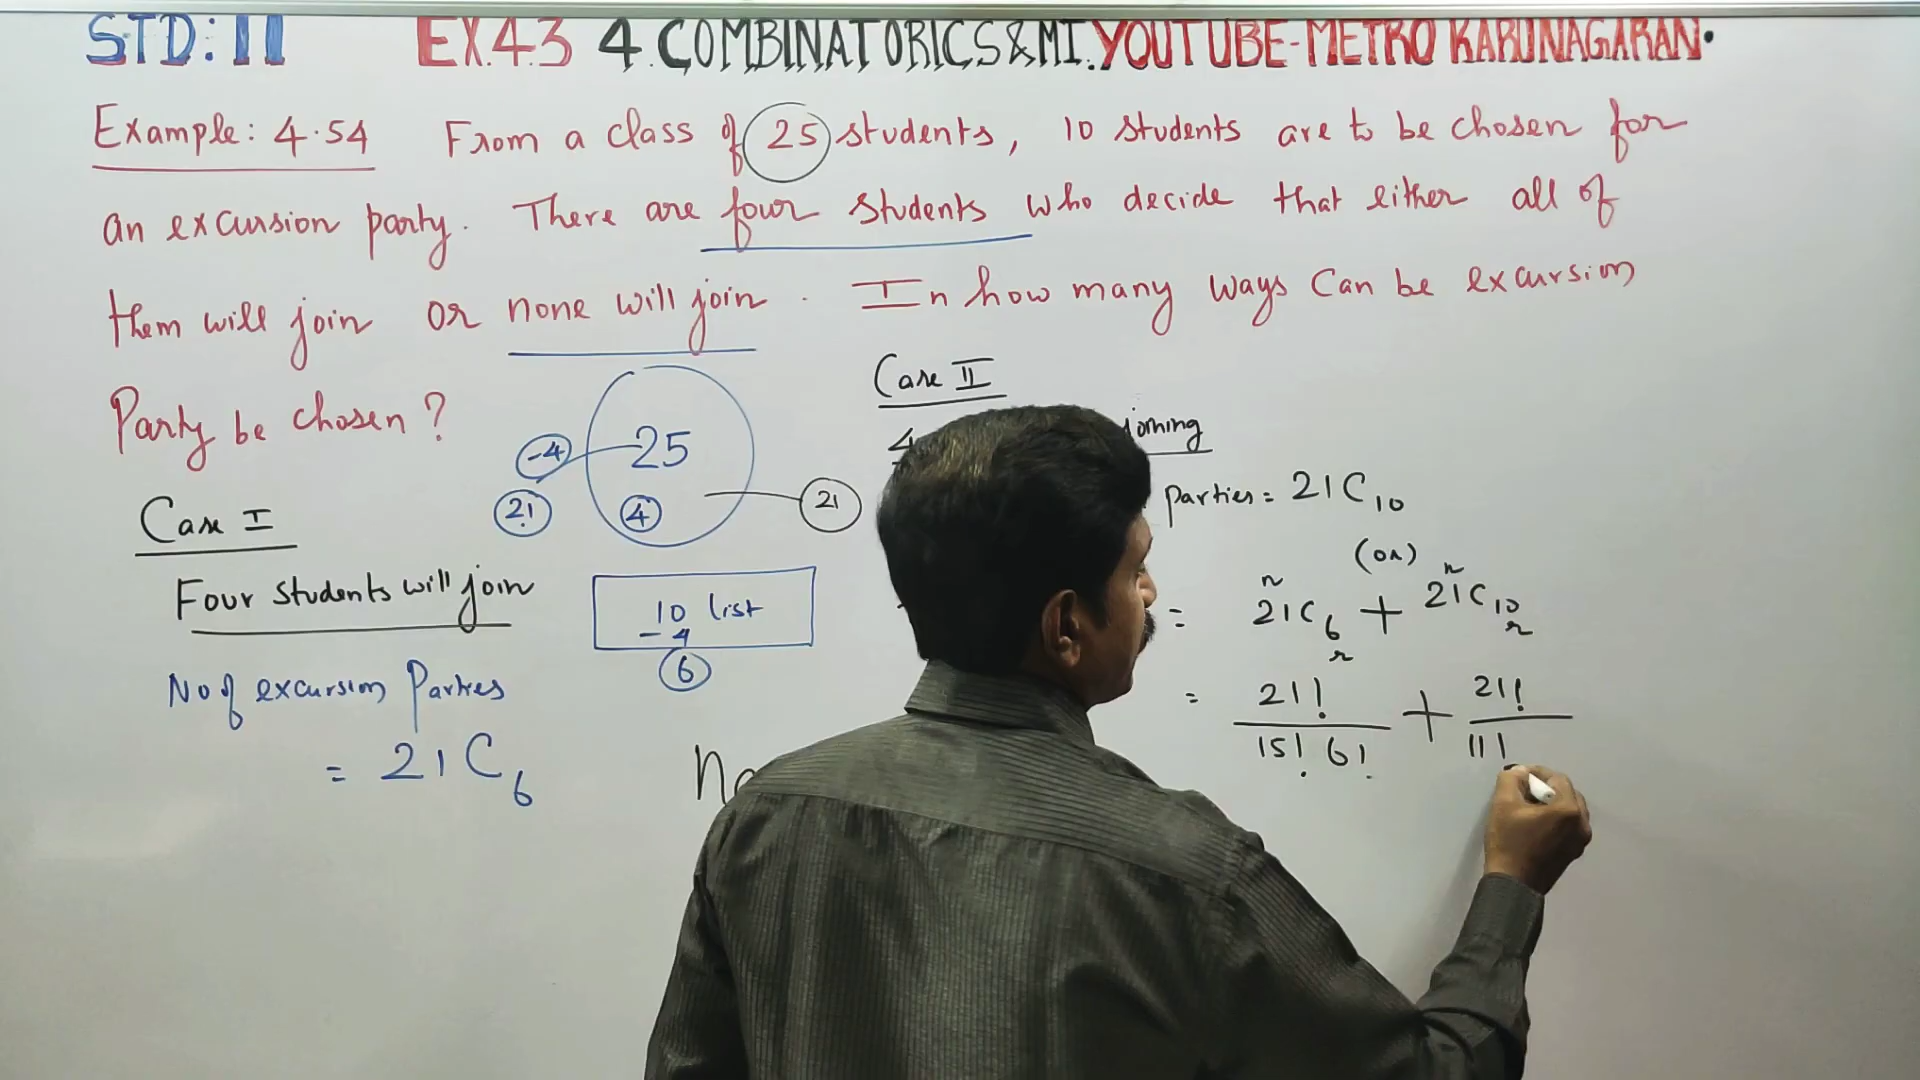 STD: 11 EX.4.3 4. COMBINATORICS & MI. YOUTUBE-METRO KARUNAGARAN.
Example: 4.54 From a class of 25 students, 10 students are to be chosen for
an excursion party. There are four students who decide that either all of
them will join or none will join. In how many ways can be excursion
Party be chosen?
-4
25
21
4
21
Case I
Four students will join
10 list
-4
6
No of excursion Parties
= 21C6
Case II
4 joining
parties = 21C10
(or)
n n
= 21C6 + 21C10
r r
= 21!/15! 6! + 21!/11!